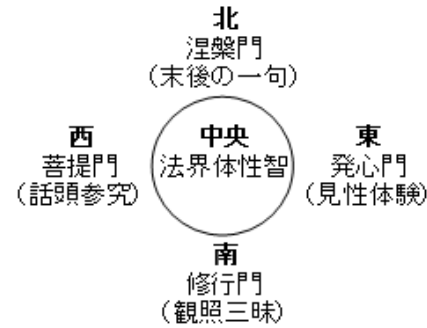 北
涅槃門
(末後の一句)
西
菩提門
(話頭参究)
中央
法界体性智
東
発心門
(見性体験)
南
修行門
(観照三昧)